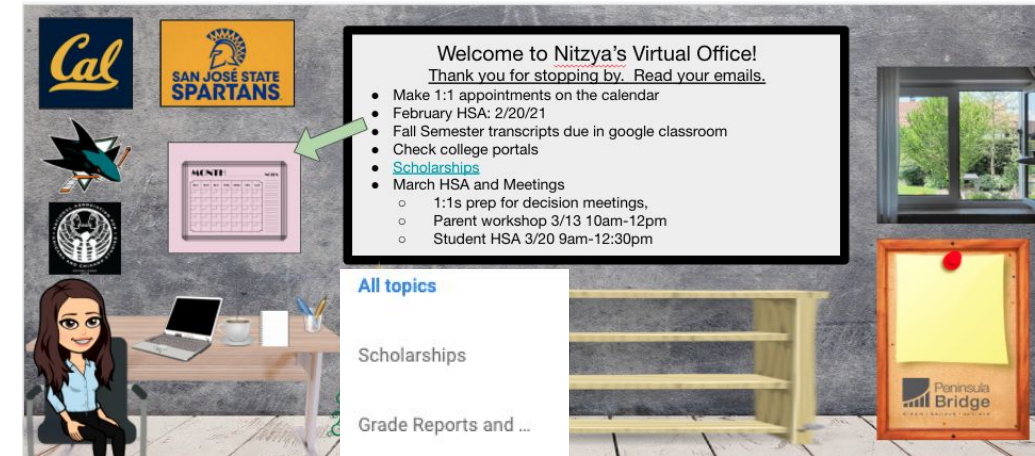 Cal
SAN JOSÉ STATE
SPARTANS
MONTH
NOTES
Welcome to Nitzya's Virtual Office!
Thank you for stopping by. Read your emails.
● Make 1:1 appointments on the calendar
● February HSA: 2/20/21
● Fall Semester transcripts due in google classroom
● Check college portals
● Scholarships
● March HSA and Meetings
○ 1:1s prep for decision meetings,
○ Parent workshop 3/13 10am-12pm
○ Student HSA 3/20 9am-12:30pm
All topics
Scholarships
Grade Reports and ...
Peninsula
Bridge